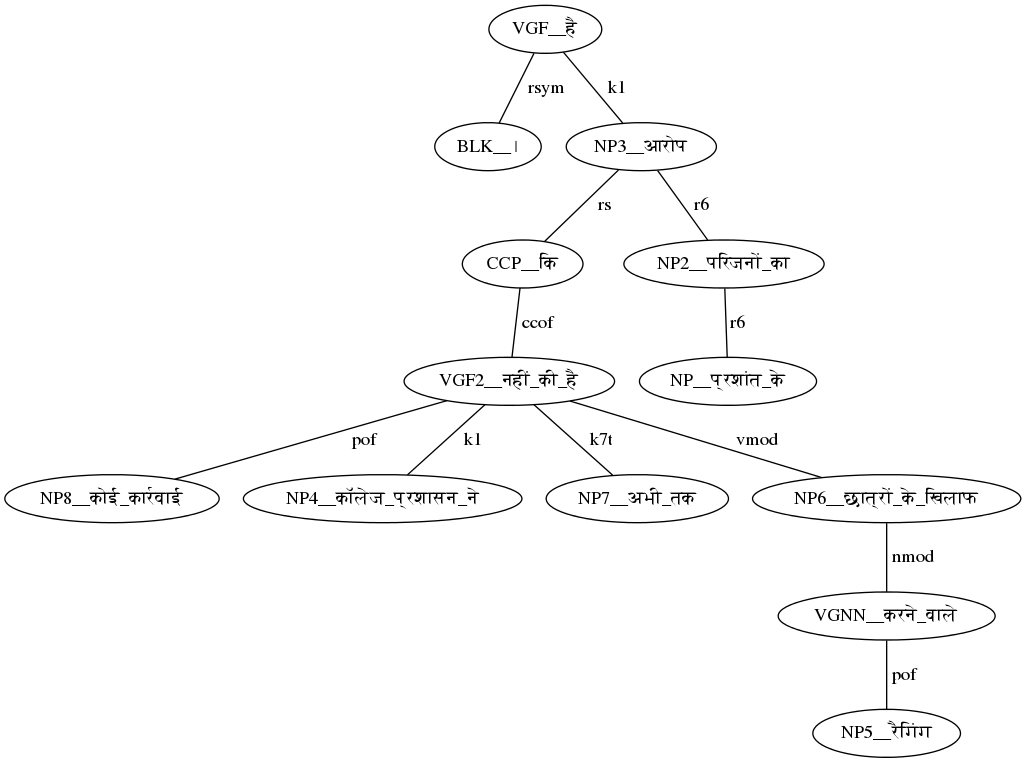 VGF__है
rsym k1
BLK__। NP3__आरोप
rs r6
CCP__कि NP2__परिजनों_का
ccof r6
VGF2__नहीं_की_है NP__प्रशांत_के
pof k1 k7t vmod
NP8__कोई_कार्रवाई NP4__कॉलेज_प्रशासन_ने NP7__अभी_तक NP6__छात्रों_के_खिलाफ
nmod
VGNN__करने_वाले
pof
NP5__रैगिंग